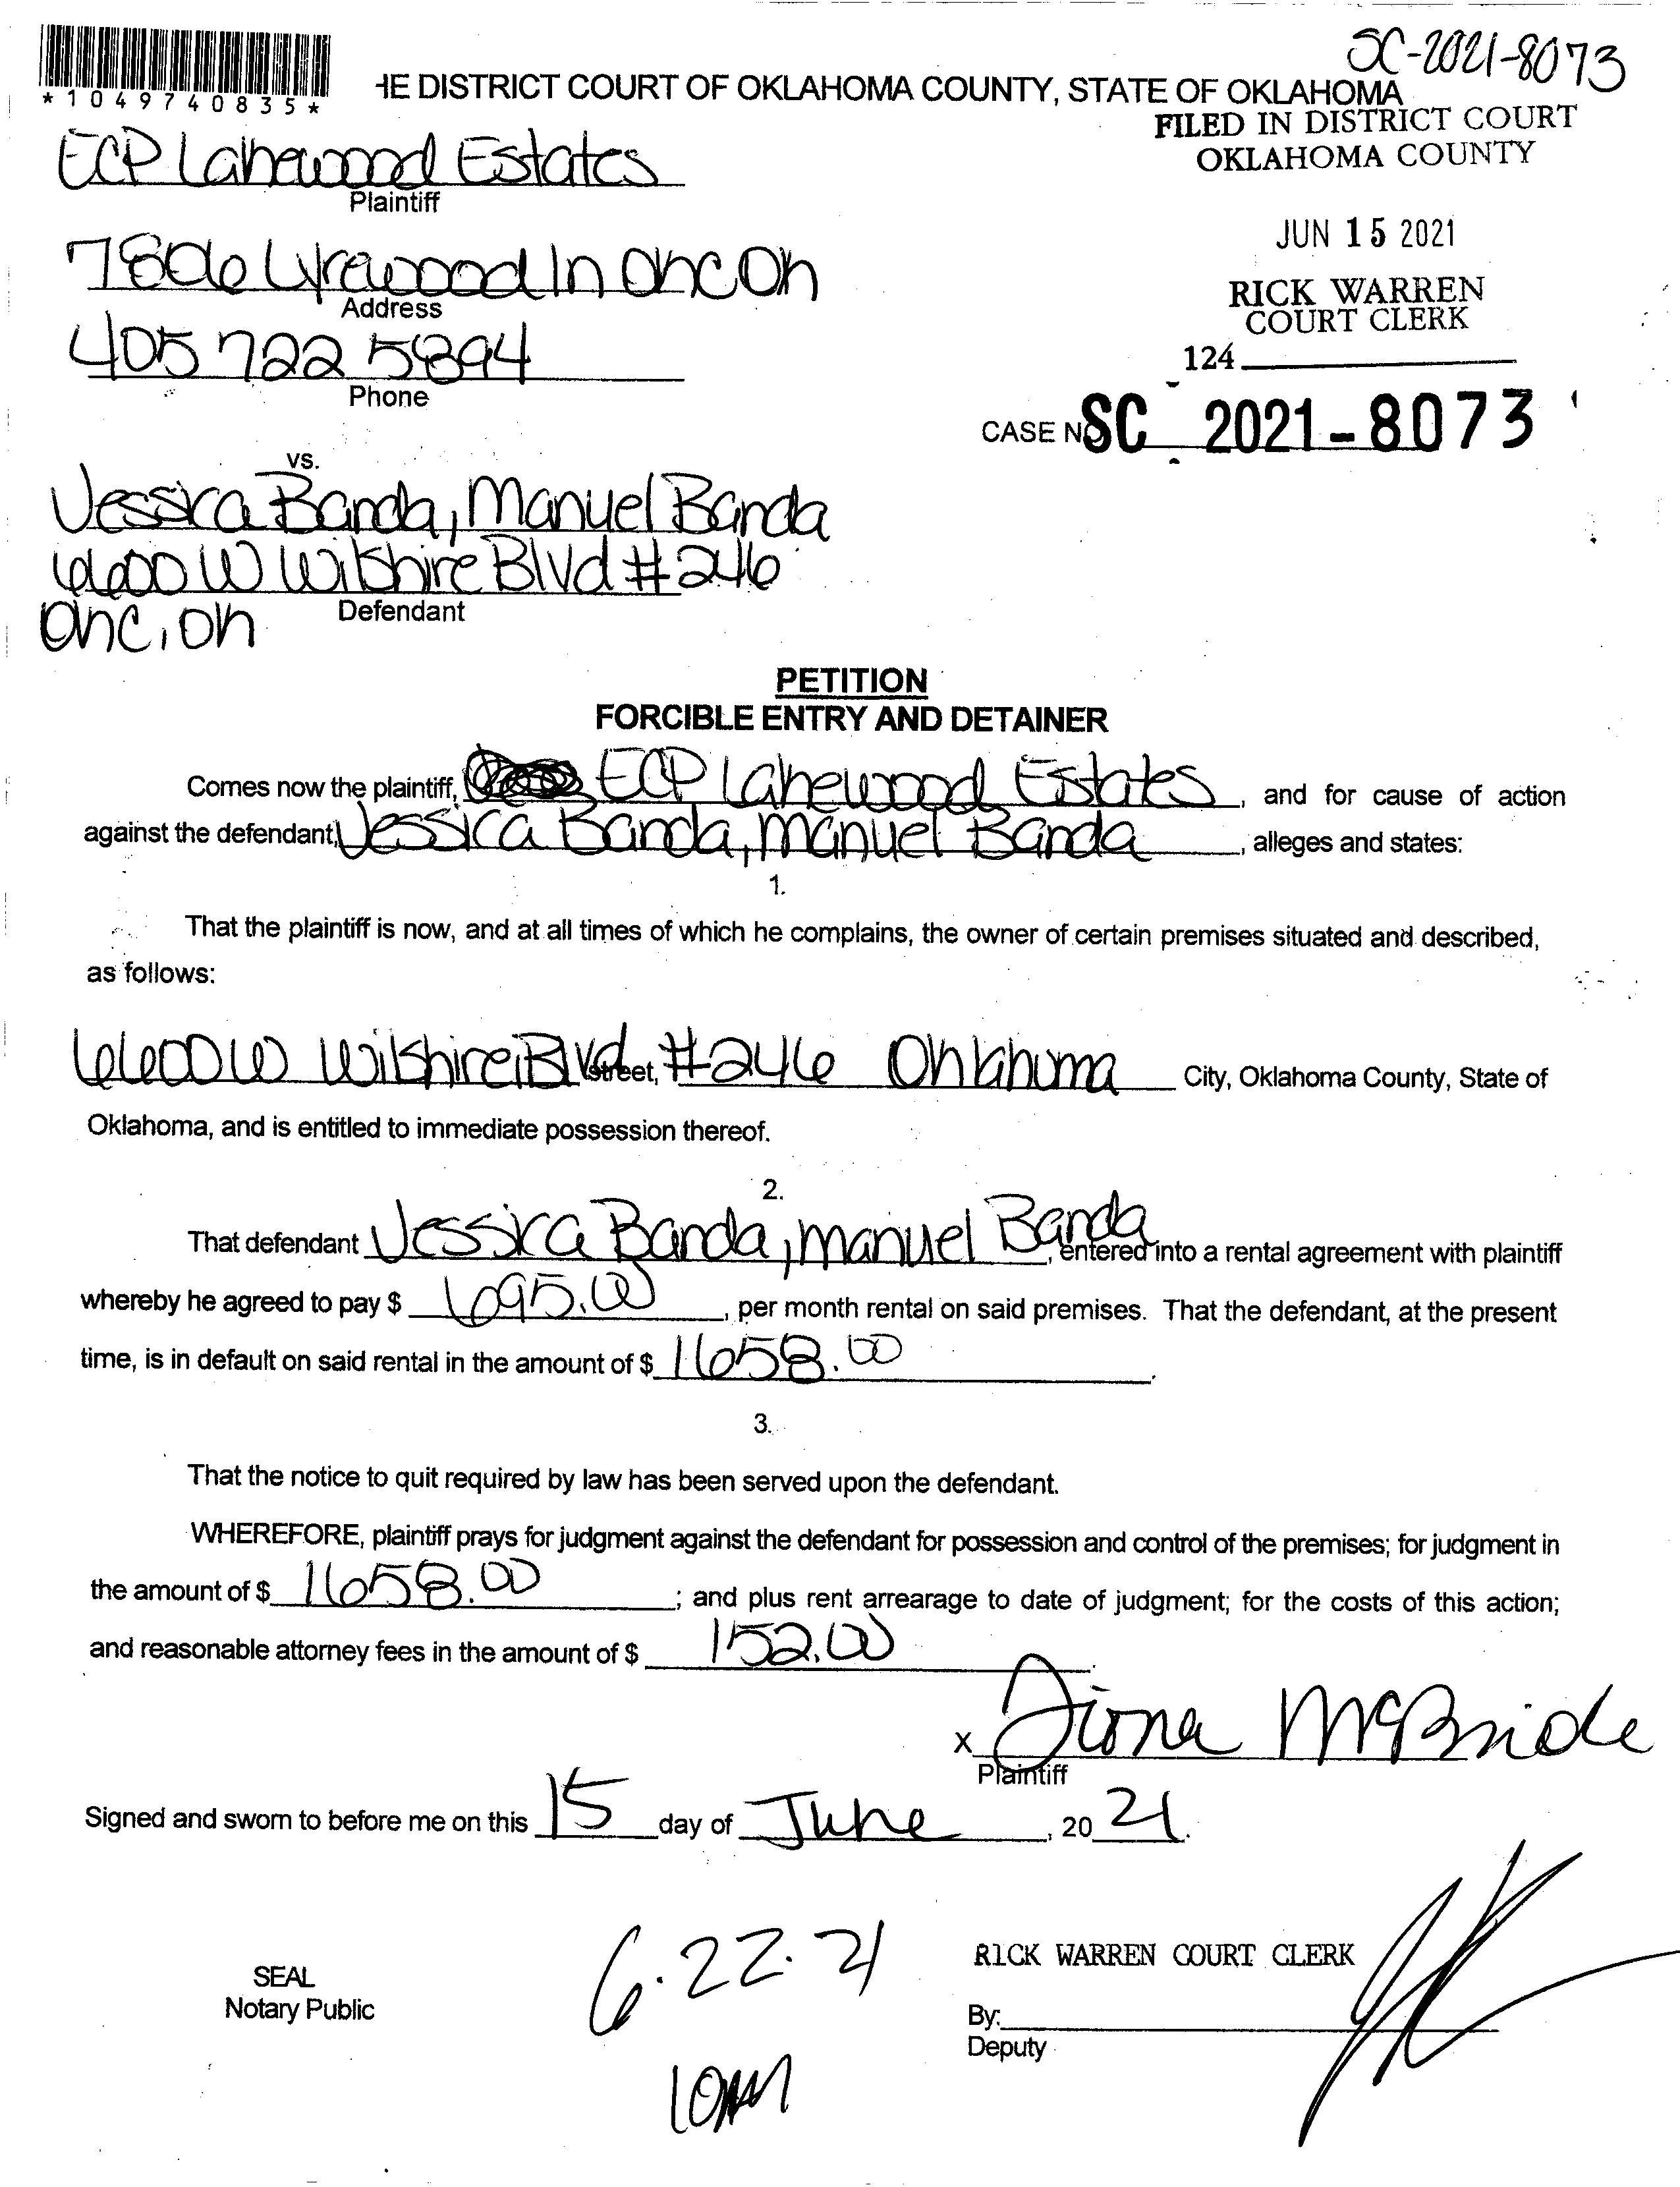 SC-2021-8073
*1049740835*
HE DISTRICT COURT OF OKLAHOMA COUNTY, STATE OF OKLAHOMA
FILED IN DISTRICT COURT
OKLAHOMA COUNTY
ECP Lakewood Estates
Plaintiff
JUN 15 2021
7806 Lyrewood ln OKC OK
Address
RICK WARREN
COURT CLERK
405 722 5894
Phone
124
CASE NO SC 2021-8073
vs.
Jessica Banda, Manuel Banda
6600 W Wilshire Blvd #246
Defendant
OKC, OK
PETITION
FORCIBLE ENTRY AND DETAINER
Comes now the plaintiff, ECP Lakewood Estates, and for cause of action
against the defendant, Jessica Banda, Manuel Banda, alleges and states:
1.
That the plaintiff is now, and at all times of which he complains, the owner of certain premises situated and described,
as follows:
6600 W Wilshire Blvd street, #246 Oklahoma City, Oklahoma County, State of
Oklahoma, and is entitled to immediate possession thereof.
2.
That defendant Jessica Banda, Manuel Banda, entered into a rental agreement with plaintiff
whereby he agreed to pay $ 695.00, per month rental on said premises. That the defendant, at the present
time, is in default on said rental in the amount of $ 1658.00.
3.
That the notice to quit required by law has been served upon the defendant.
WHEREFORE, plaintiff prays for judgment against the defendant for possession and control of the premises; for judgment in
the amount of $ 1658.00; and plus rent arrearage to date of judgment; for the costs of this action;
and reasonable attorney fees in the amount of $ 152.00.
x McBride
Plaintiff
Signed and sworn to before me on this 15 day of June, 20 21.
6.22.21
RICK WARREN COURT CLERK
SEAL
Notary Public
By:
Deputy
10AM